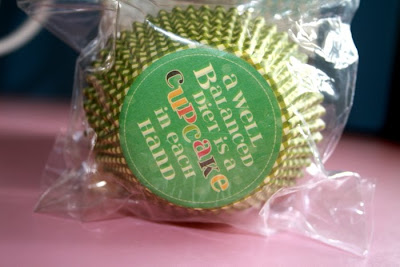 a well
Balanced
Diet is a
cupcake
in each
Hand